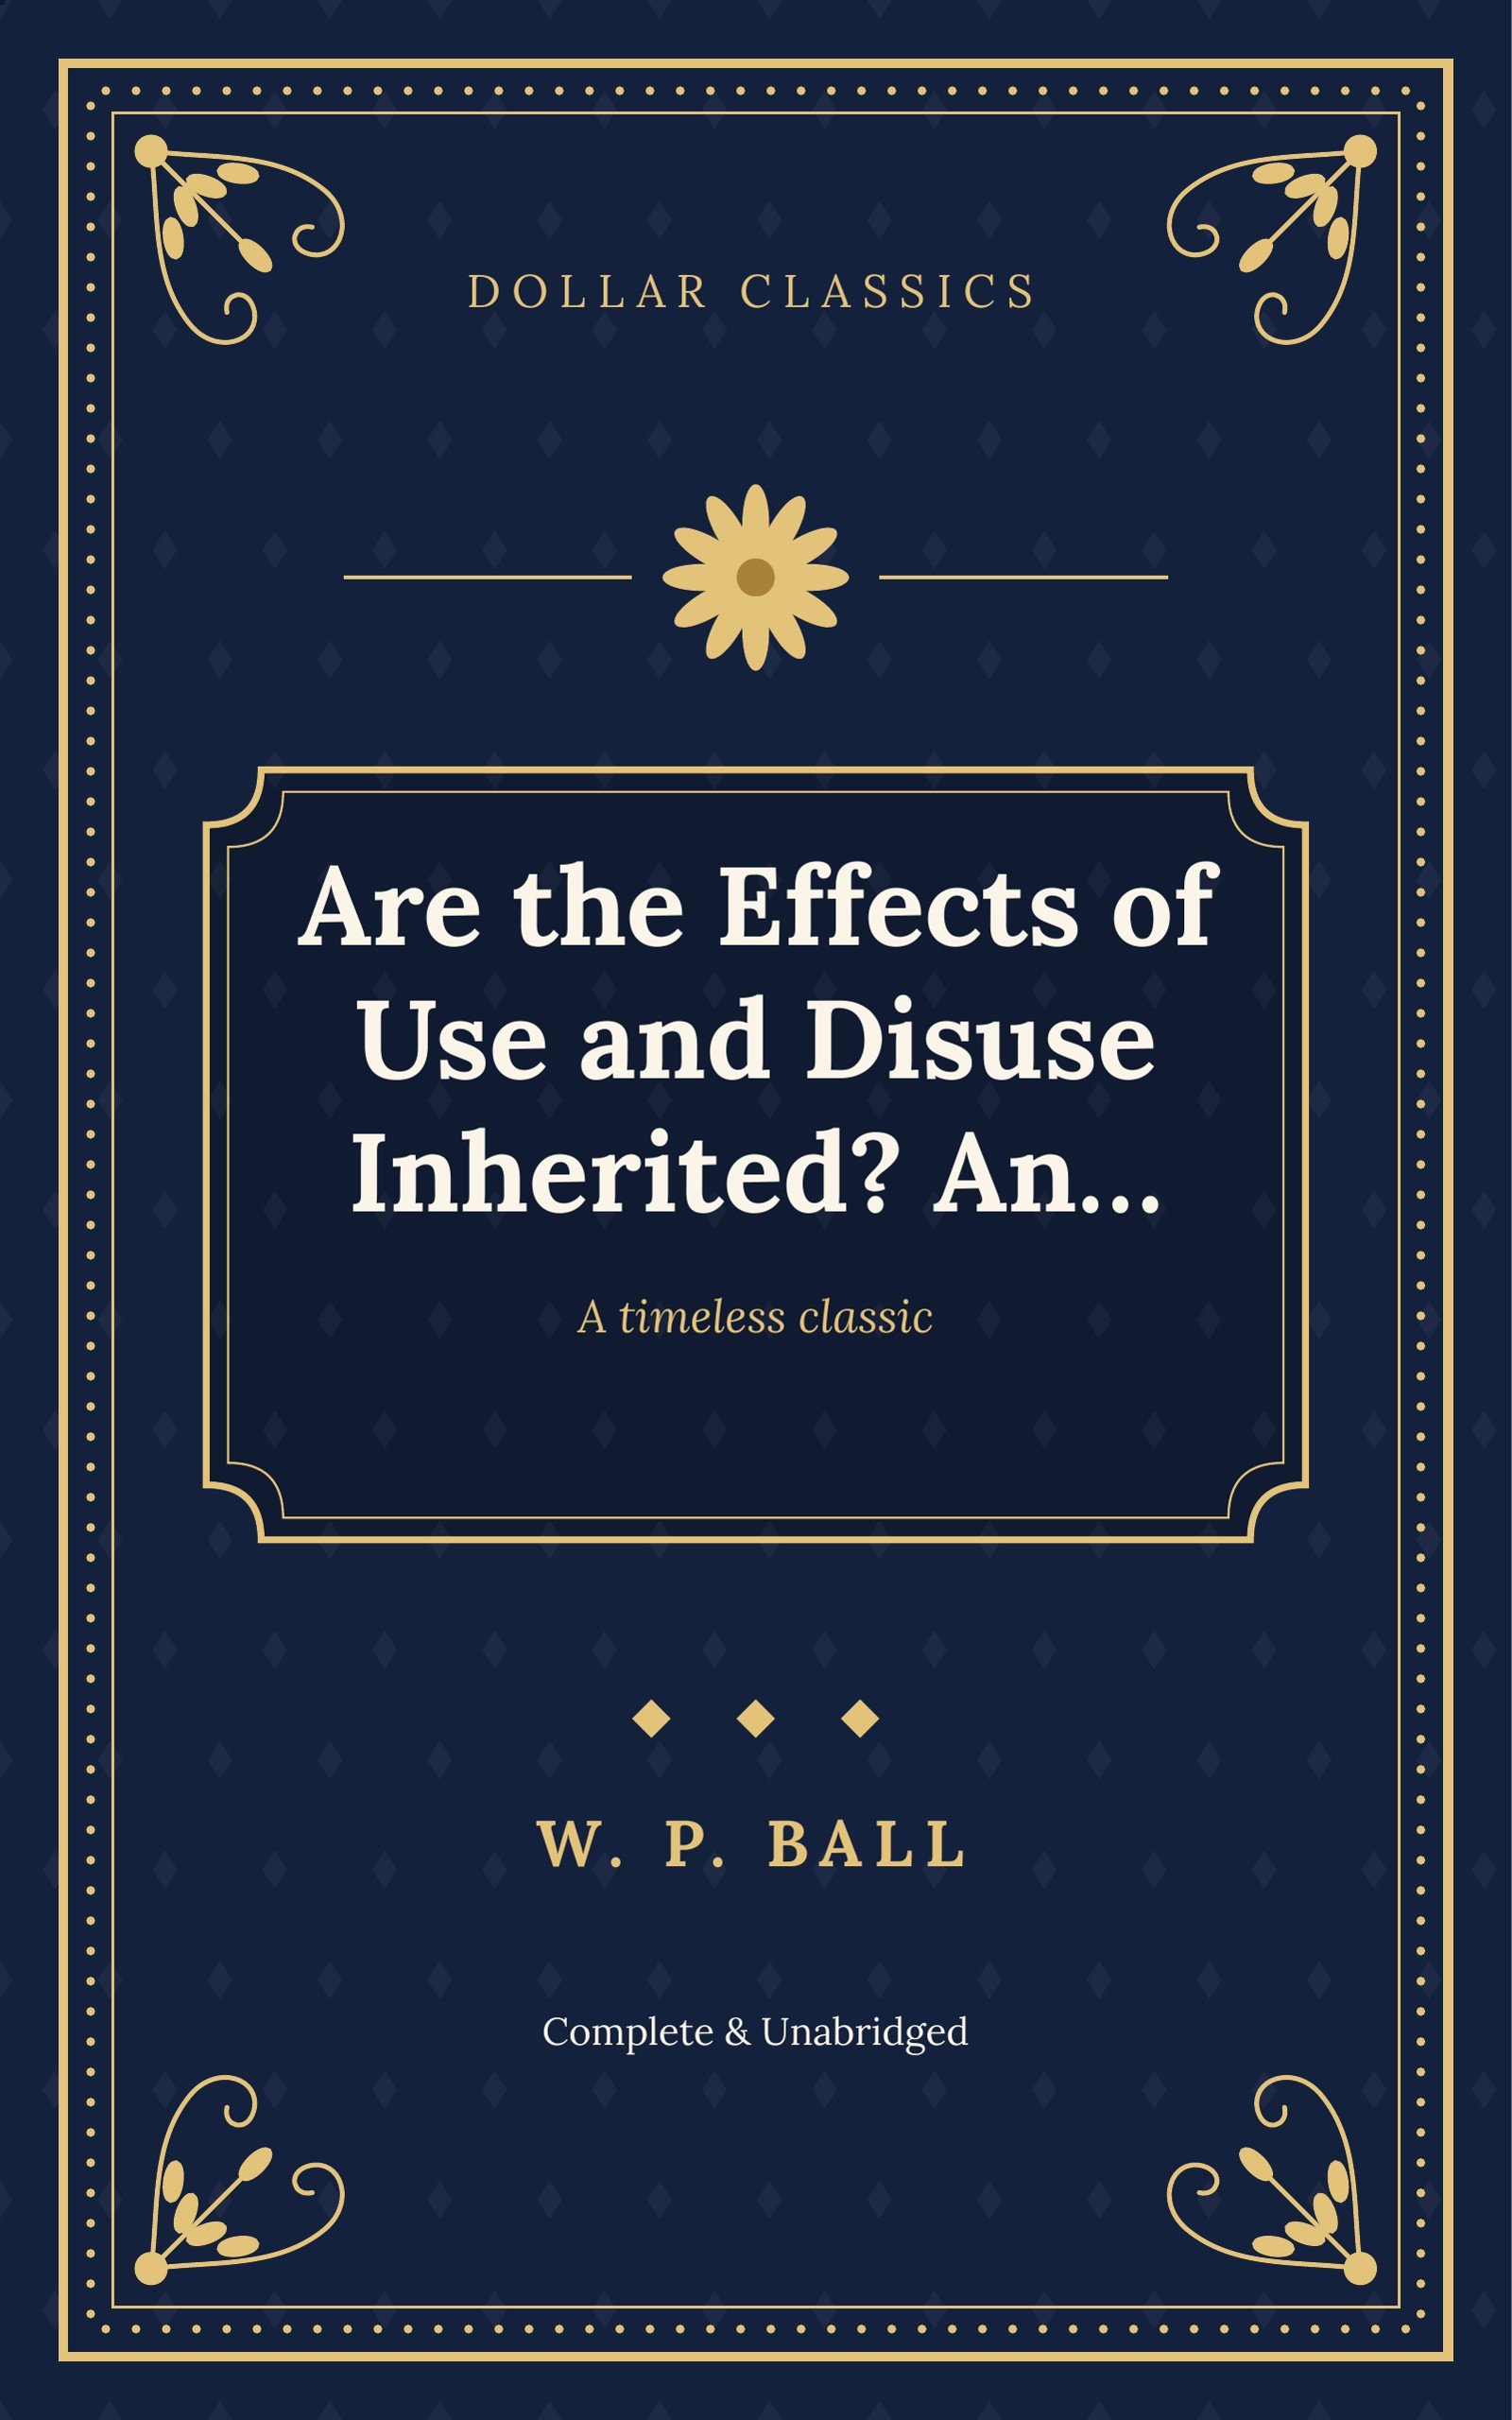 DOLLAR CLASSICS
Are the Effects of
Use and Disuse
Inherited? An...
A timeless classic
W. P. BALL
Complete & Unabridged